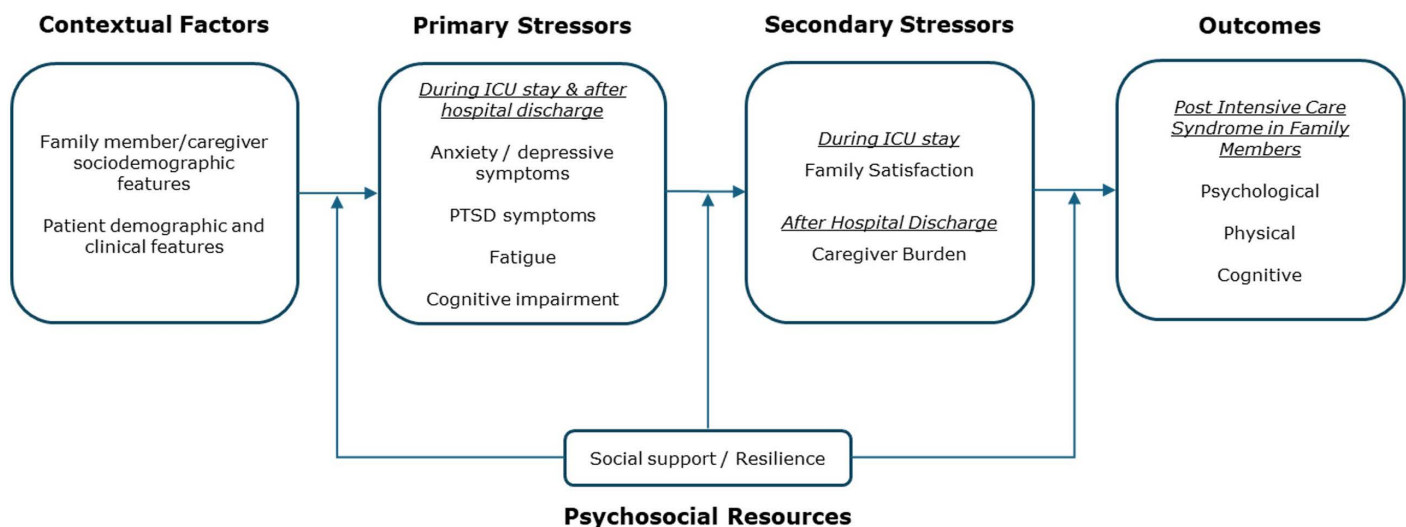 Contextual Factors
Primary Stressors
Secondary Stressors
Outcomes
Family member/caregiver
sociodemographic
features
Patient demographic and
clinical features
During ICU stay & after
hospital discharge
Anxiety / depressive
symptoms
PTSD symptoms
Fatigue
Cognitive impairment
During ICU stay
Family Satisfaction
After Hospital Discharge
Caregiver Burden
Post Intensive Care
Syndrome in Family
Members
Psychological
Physical
Cognitive
Social support / Resilience
Psychosocial Resources